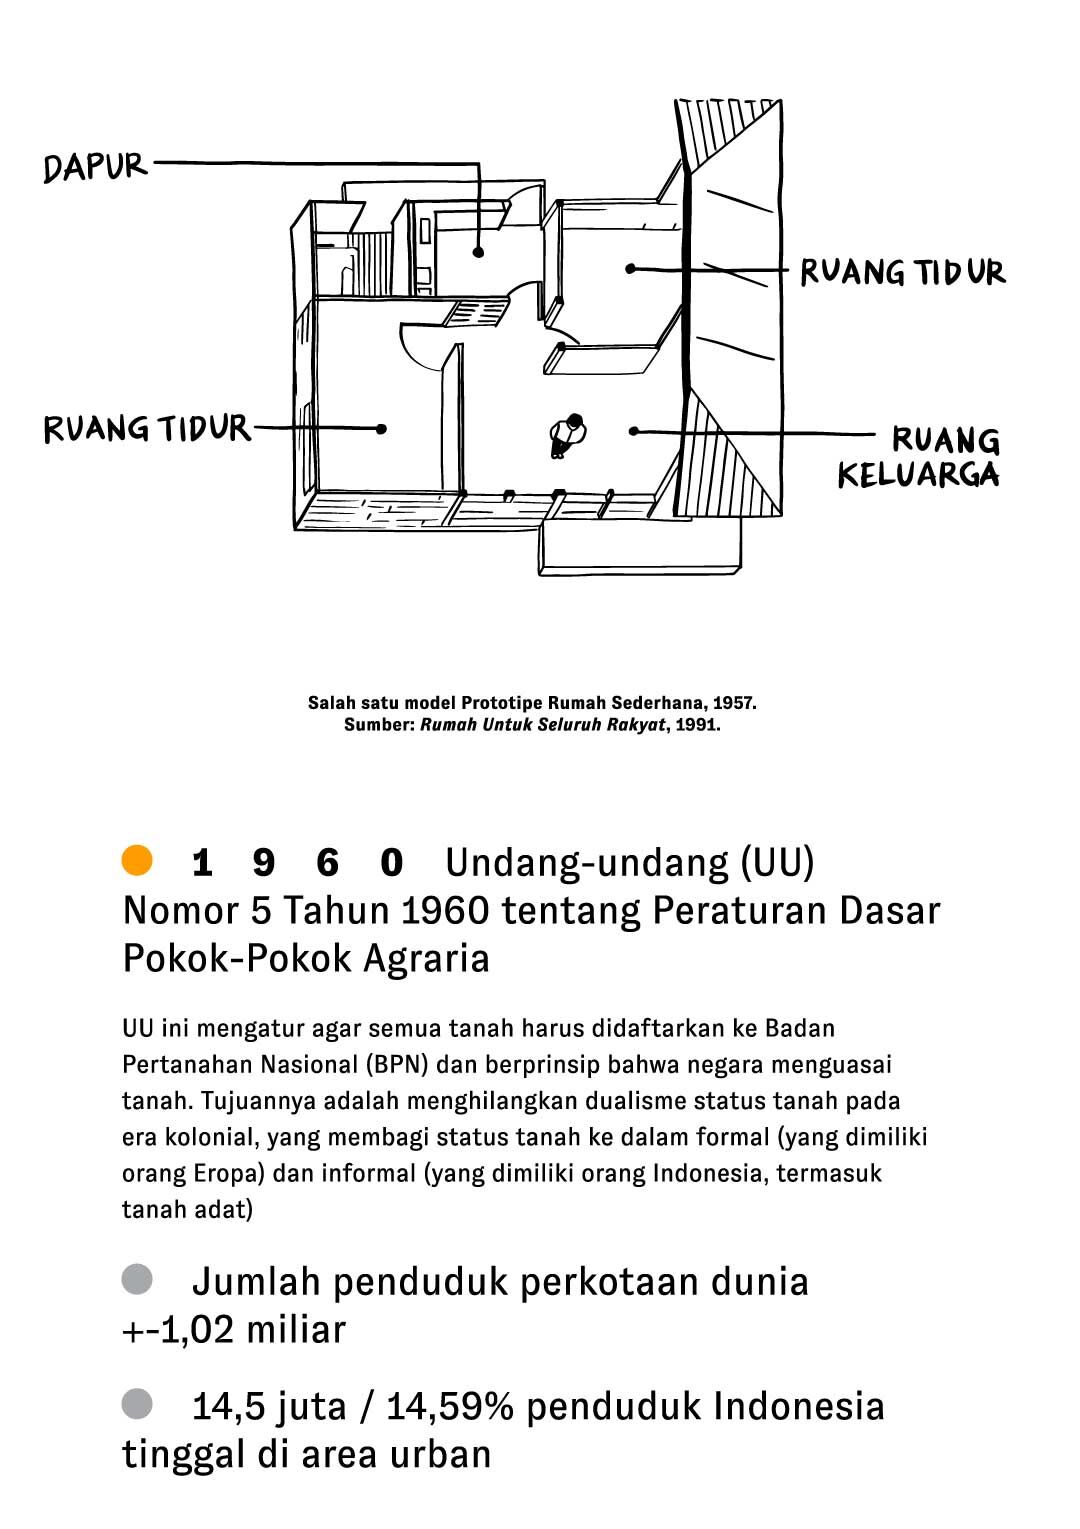 DAPUR
RUANG TIDUR
RUANG TIDUR
RUANG
KELUARGA
Salah satu model Prototipe Rumah Sederhana, 1957.
Sumber: Rumah Untuk Seluruh Rakyat, 1991.
1 9 6 0 Undang-undang (UU)
Nomor 5 Tahun 1960 tentang Peraturan Dasar
Pokok-Pokok Agraria
UU ini mengatur agar semua tanah harus didaftarkan ke Badan
Pertanahan Nasional (BPN) dan berprinsip bahwa negara menguasai
tanah. Tujuannya adalah menghilangkan dualisme status tanah pada
era kolonial, yang membagi status tanah ke dalam formal (yang dimiliki
orang Eropa) dan informal (yang dimiliki orang Indonesia, termasuk
tanah adat)
Jumlah penduduk perkotaan dunia
+-1,02 miliar
14,5 juta / 14,59% penduduk Indonesia
tinggal di area urban